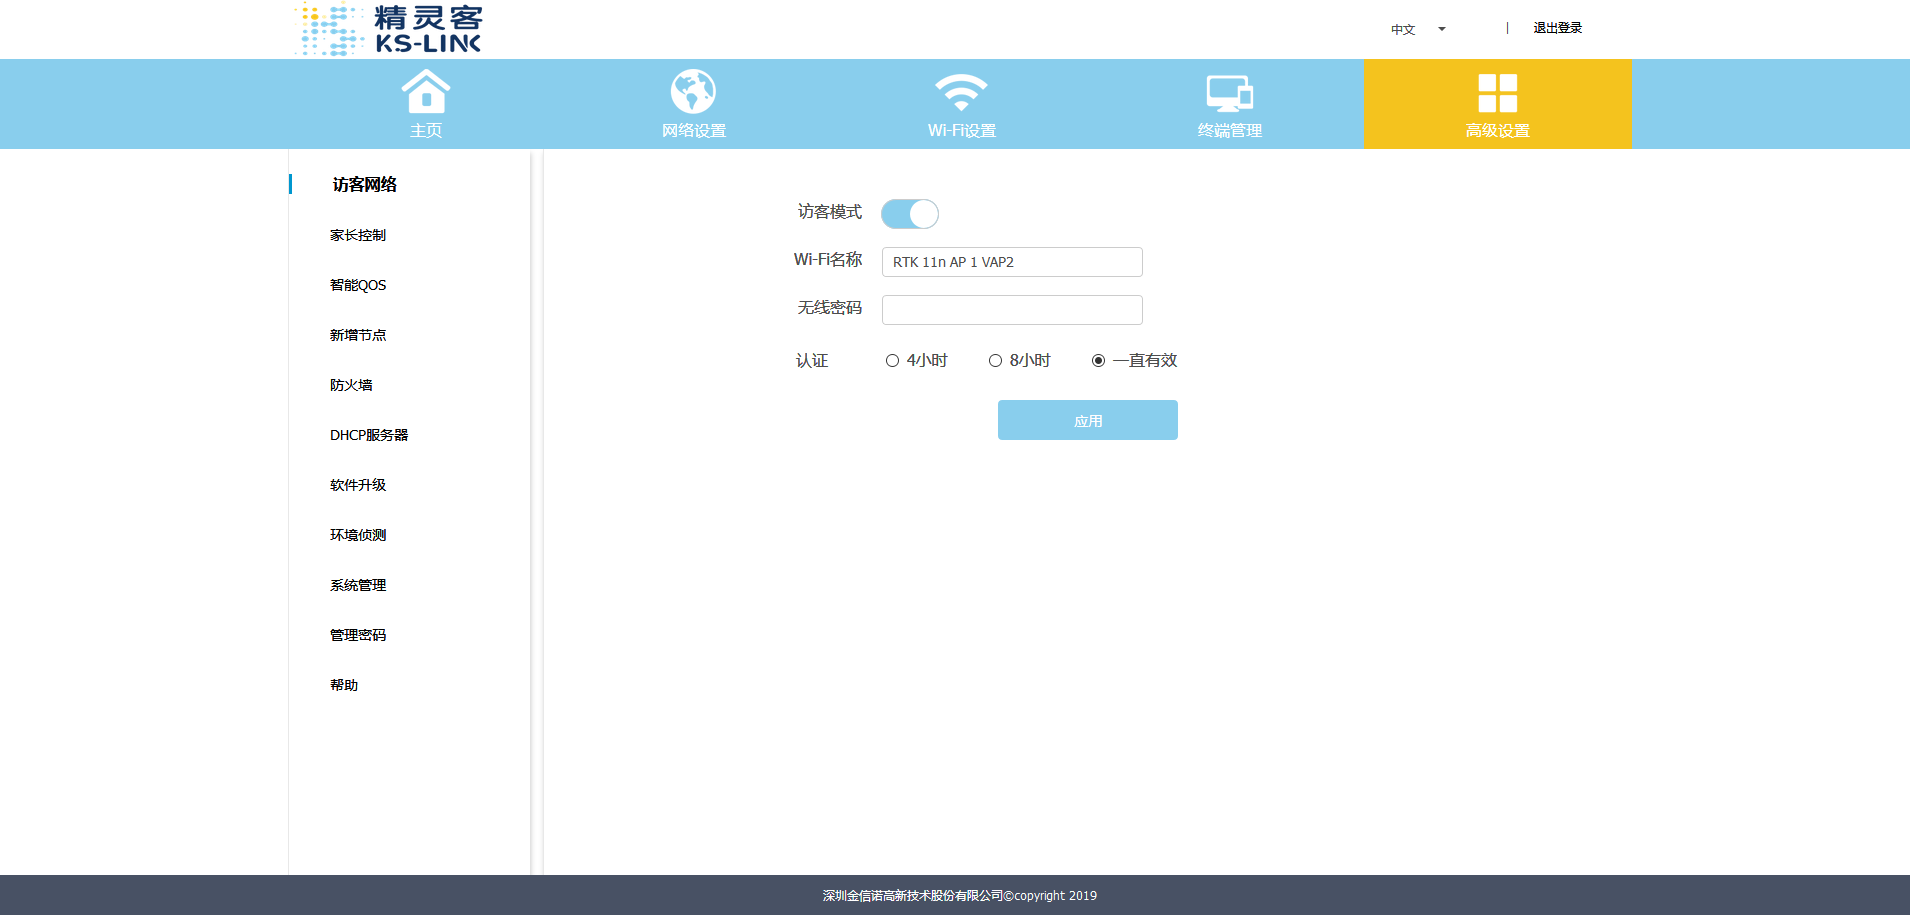 精灵客
KS-LINK
中文 | 退出登录
主页 网络设置 Wi-Fi设置 终端管理 高级设置
访客网络
家长控制
智能QOS
新增节点
防火墙
DHCP服务器
软件升级
环境侦测
系统管理
管理密码
帮助
访客模式
Wi-Fi名称 RTK 11n AP 1 VAP2
无线密码
认证 4小时 8小时 一直有效
应用
深圳金信诺高新技术股份有限公司©copyright 2019